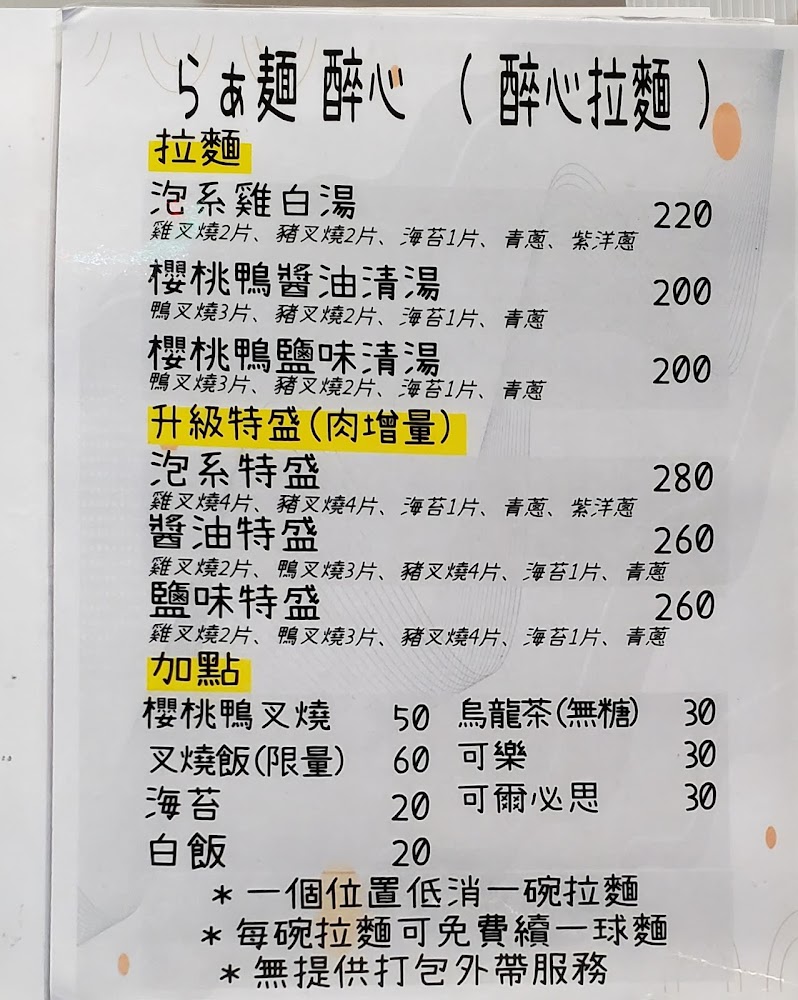 らぁ麺 醉心 (醉心拉麵)
拉麵
泡系雞白湯 220
雞叉燒2片、豬叉燒2片、海苔1片、青蔥、紫洋蔥
櫻桃鴨醬油清湯 200
鴨叉燒3片、豬叉燒2片、海苔1片、青蔥
櫻桃鴨鹽味清湯 200
鴨叉燒3片、豬叉燒2片、海苔1片、青蔥
升級特盛(肉增量)
泡系特盛 280
雞叉燒4片、豬叉燒4片、海苔1片、青蔥、紫洋蔥
醬油特盛 260
雞叉燒2片、鴨叉燒3片、豬叉燒4片、海苔1片、青蔥
鹽味特盛 260
雞叉燒2片、鴨叉燒3片、豬叉燒4片、海苔1片、青蔥
加點
櫻桃鴨叉燒 50 烏龍茶(無糖) 30
叉燒飯(限量) 60 可樂 30
海苔 20 可爾必思 30
白飯 20
*一個位置低消一碗拉麵
*每碗拉麵可免費續一球麵
*無提供打包外帶服務